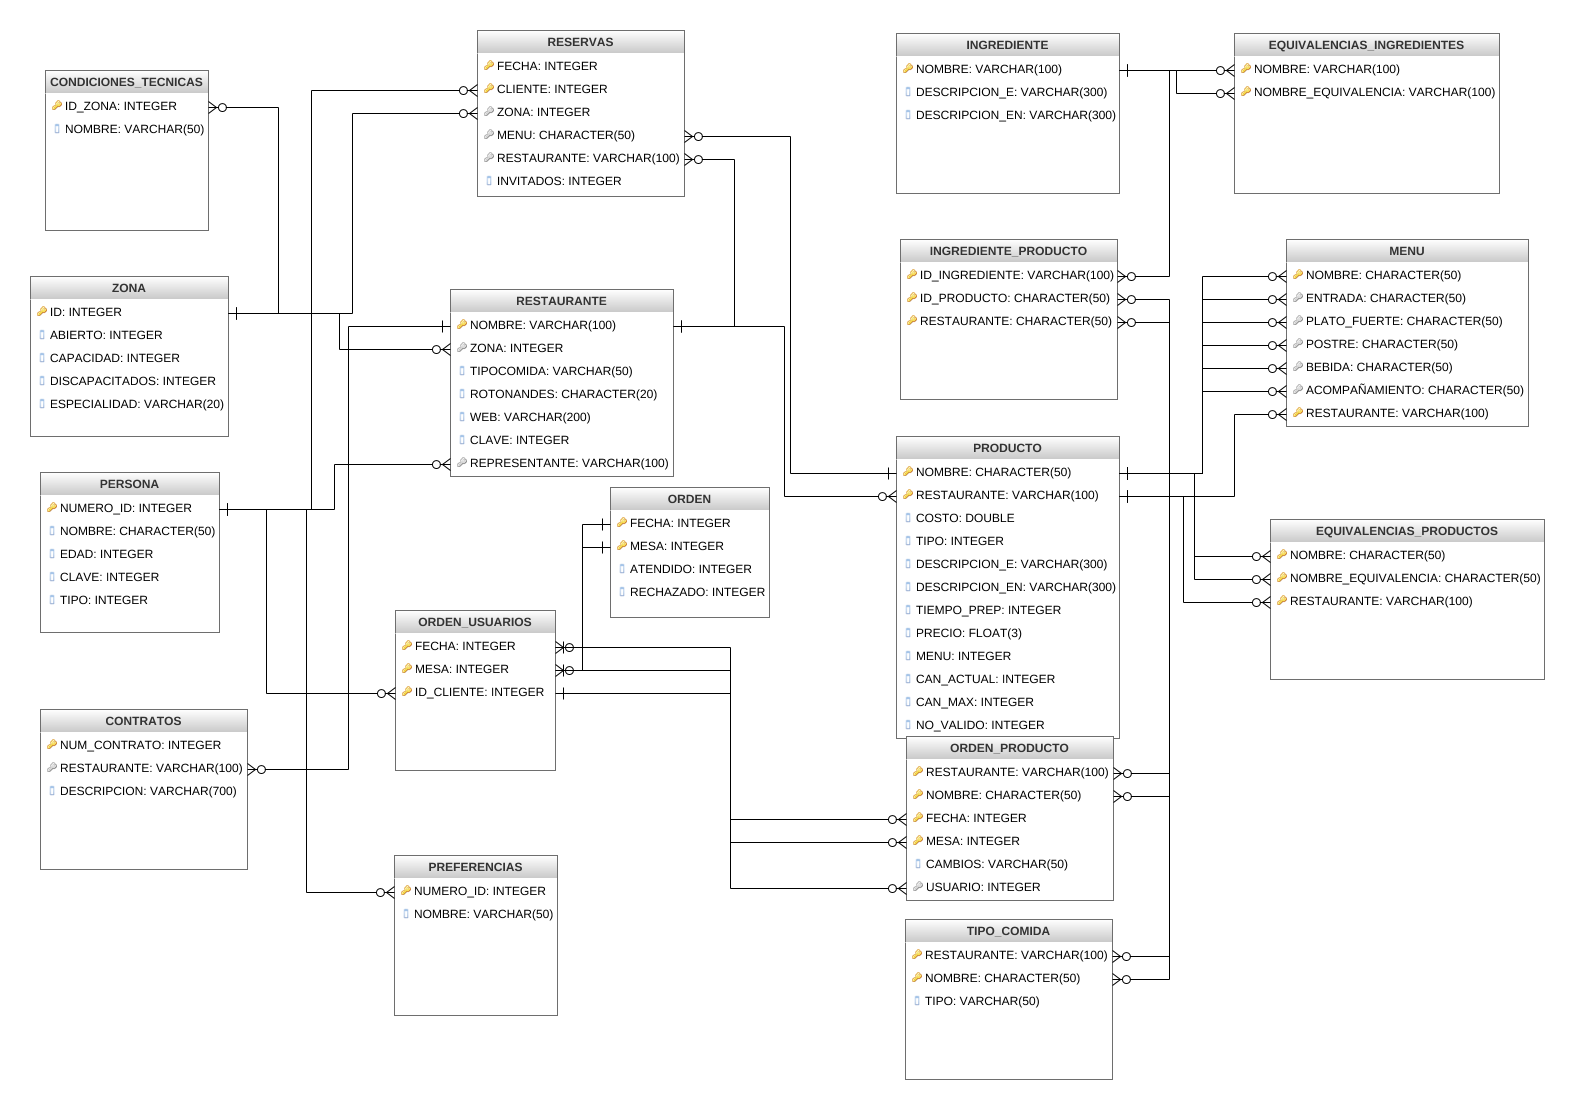 CONDICIONES_TECNICAS
ID_ZONA: INTEGER
NOMBRE: VARCHAR(50)
RESERVAS
FECHA: INTEGER
CLIENTE: INTEGER
ZONA: INTEGER
MENU: CHARACTER(50)
RESTAURANTE: VARCHAR(100)
INVITADOS: INTEGER
INGREDIENTE
NOMBRE: VARCHAR(100)
DESCRIPCION_E: VARCHAR(300)
DESCRIPCION_EN: VARCHAR(300)
EQUIVALENCIAS_INGREDIENTES
NOMBRE: VARCHAR(100)
NOMBRE_EQUIVALENCIA: VARCHAR(100)
ZONA
ID: INTEGER
ABIERTO: INTEGER
CAPACIDAD: INTEGER
DISCAPACITADOS: INTEGER
ESPECIALIDAD: VARCHAR(20)
RESTAURANTE
NOMBRE: VARCHAR(100)
ZONA: INTEGER
TIPOCOMIDA: VARCHAR(50)
ROTONANDES: CHARACTER(20)
WEB: VARCHAR(200)
CLAVE: INTEGER
REPRESENTANTE: VARCHAR(100)
INGREDIENTE_PRODUCTO
ID_INGREDIENTE: VARCHAR(100)
ID_PRODUCTO: CHARACTER(50)
RESTAURANTE: CHARACTER(50)
MENU
NOMBRE: CHARACTER(50)
ENTRADA: CHARACTER(50)
PLATO_FUERTE: CHARACTER(50)
POSTRE: CHARACTER(50)
BEBIDA: CHARACTER(50)
ACOMPAÑAMIENTO: CHARACTER(50)
RESTAURANTE: VARCHAR(100)
PERSONA
NUMERO_ID: INTEGER
NOMBRE: CHARACTER(50)
EDAD: INTEGER
CLAVE: INTEGER
TIPO: INTEGER
ORDEN
FECHA: INTEGER
MESA: INTEGER
ATENDIDO: INTEGER
RECHAZADO: INTEGER
PRODUCTO
NOMBRE: CHARACTER(50)
RESTAURANTE: VARCHAR(100)
COSTO: DOUBLE
TIPO: INTEGER
DESCRIPCION_E: VARCHAR(300)
DESCRIPCION_EN: VARCHAR(300)
TIEMPO_PREP: INTEGER
PRECIO: FLOAT(3)
MENU: INTEGER
CAN_ACTUAL: INTEGER
CAN_MAX: INTEGER
NO_VALIDO: INTEGER
EQUIVALENCIAS_PRODUCTOS
NOMBRE: CHARACTER(50)
NOMBRE_EQUIVALENCIA: CHARACTER(50)
RESTAURANTE: VARCHAR(100)
ORDEN_USUARIOS
FECHA: INTEGER
MESA: INTEGER
ID_CLIENTE: INTEGER
CONTRATOS
NUM_CONTRATO: INTEGER
RESTAURANTE: VARCHAR(100)
DESCRIPCION: VARCHAR(700)
ORDEN_PRODUCTO
RESTAURANTE: VARCHAR(100)
NOMBRE: CHARACTER(50)
FECHA: INTEGER
MESA: INTEGER
CAMBIOS: VARCHAR(50)
USUARIO: INTEGER
PREFERENCIAS
NUMERO_ID: INTEGER
NOMBRE: VARCHAR(50)
TIPO_COMIDA
RESTAURANTE: VARCHAR(100)
NOMBRE: CHARACTER(50)
TIPO: VARCHAR(50)